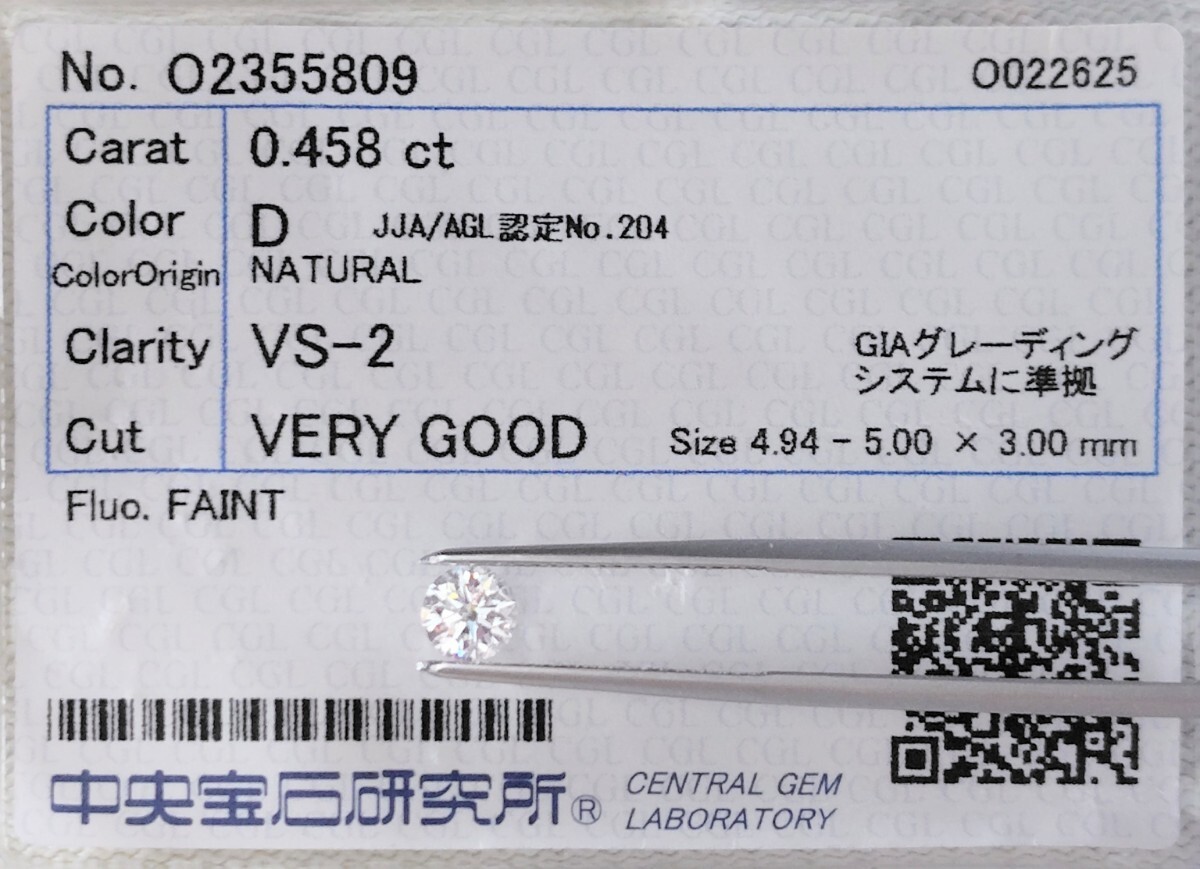 No. O2355809 O022625
Carat 0.458 ct
Color D JJA/AGL認定No.204
ColorOrigin NATURAL
Clarity VS-2 GIAグレーディング
システムに準拠
Cut VERY GOOD Size 4.94 - 5.00 × 3.00 mm
Fluo. FAINT
中央宝石研究所® CENTRAL GEM
LABORATORY